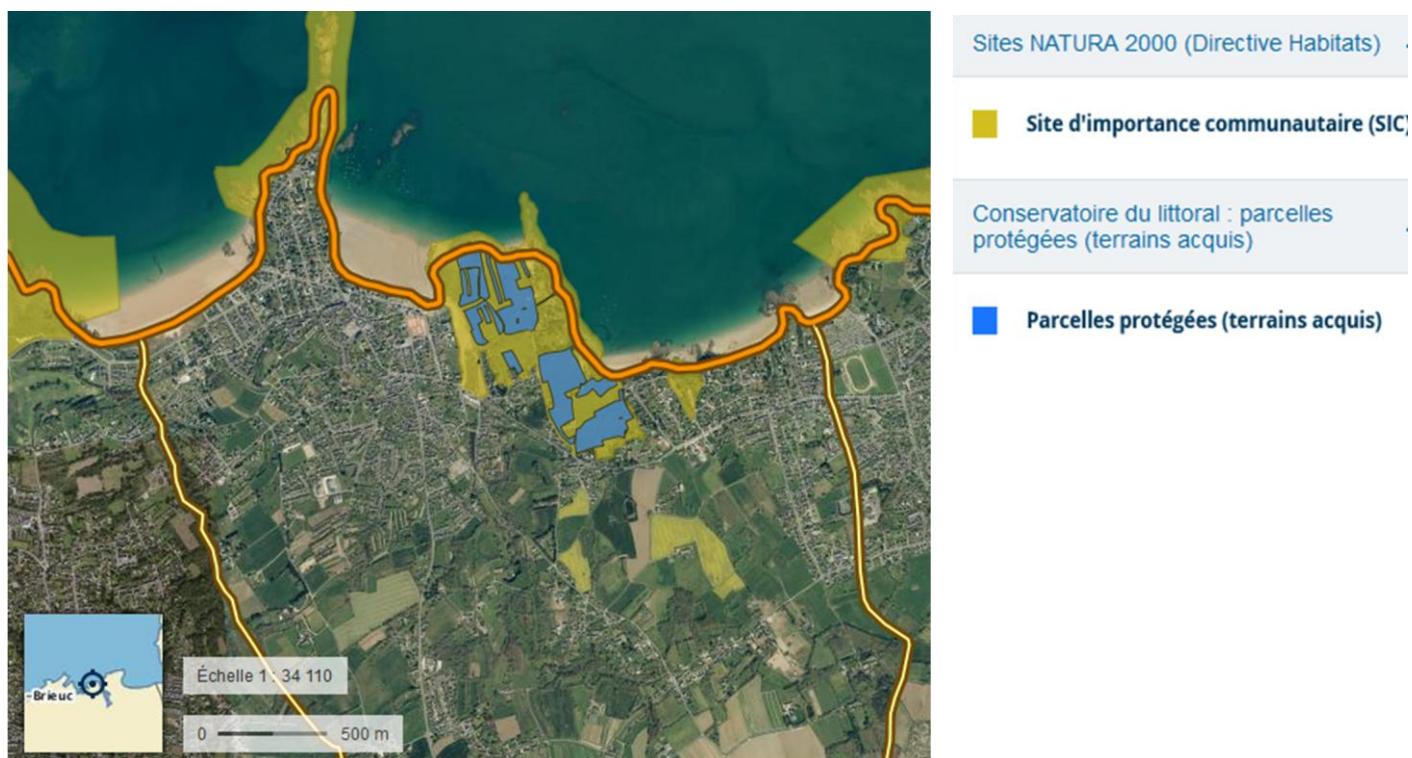 Sites NATURA 2000 (Directive Habitats)
Site d'importance communautaire (SIC)
Conservatoire du littoral : parcelles
protégées (terrains acquis)
Parcelles protégées (terrains acquis)
-Brieuc
Échelle 1 : 34 110
0 500 m